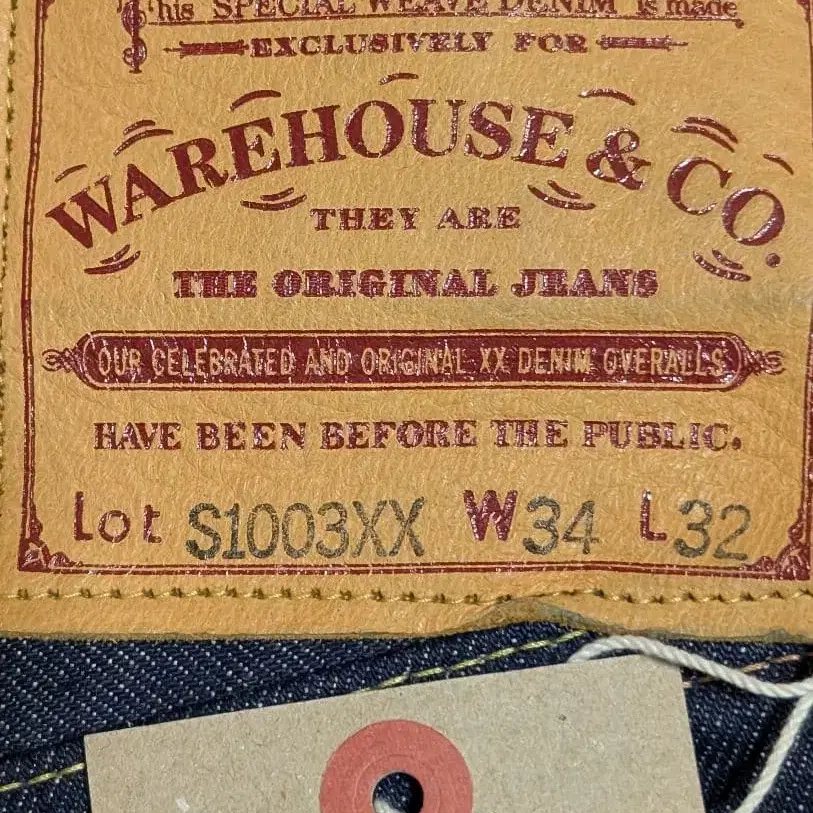 This SPECIAL WEAVE DENIM is made
EXCLUSIVELY FOR
WAREHOUSE & CO.
THEY ARE
THE ORIGINAL JEANS
OUR CELEBRATED AND ORIGINAL XX DENIM OVERALLS
HAVE BEEN BEFORE THE PUBLIC.
Lot S1003XX W34 L32